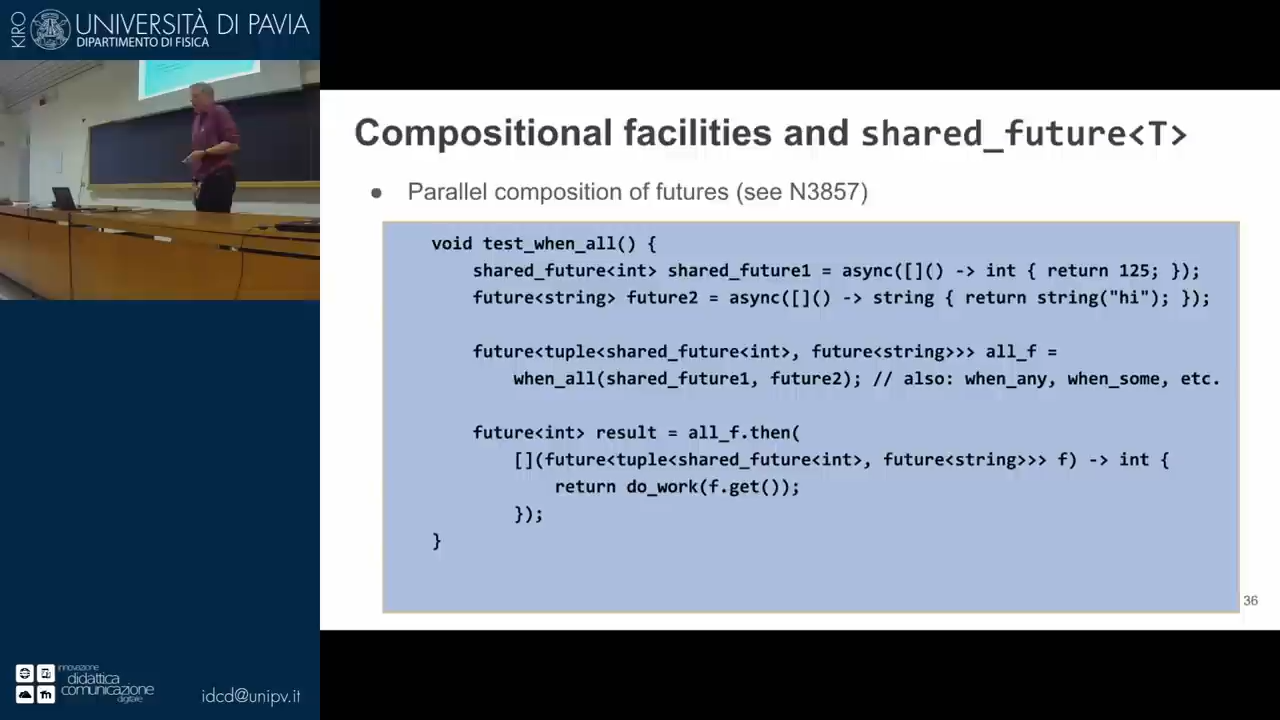 KIRO
UNIVERSITÀ DI PAVIA
DIPARTIMENTO DI FISICA
Compositional facilities and shared_future<T>
● Parallel composition of futures (see N3857)
void test_when_all() {
    shared_future<int> shared_future1 = async([]() -> int { return 125; });
    future<string> future2 = async([]() -> string { return string("hi"); });
    future<tuple<shared_future<int>, future<string>>> all_f =
        when_all(shared_future1, future2); // also: when_any, when_some, etc.
    future<int> result = all_f.then(
        [](future<tuple<shared_future<int>, future<string>>> f) -> int {
            return do_work(f.get());
        });
}
36
innovazione
didattica
comunicazione
digitale
idcd@unipv.it